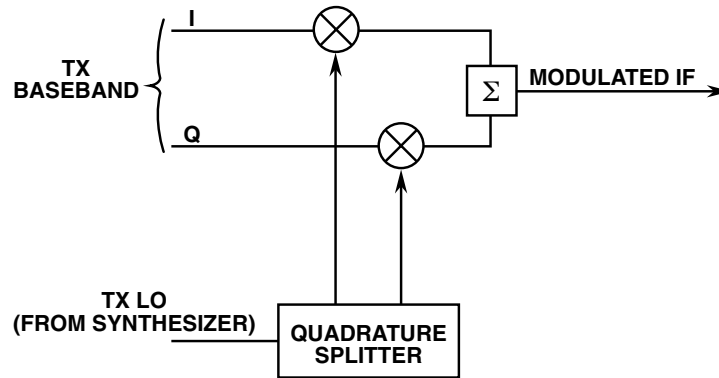 I
TX
BASEBAND
Σ
MODULATED IF
Q
TX LO
(FROM SYNTHESIZER)
QUADRATURE
SPLITTER